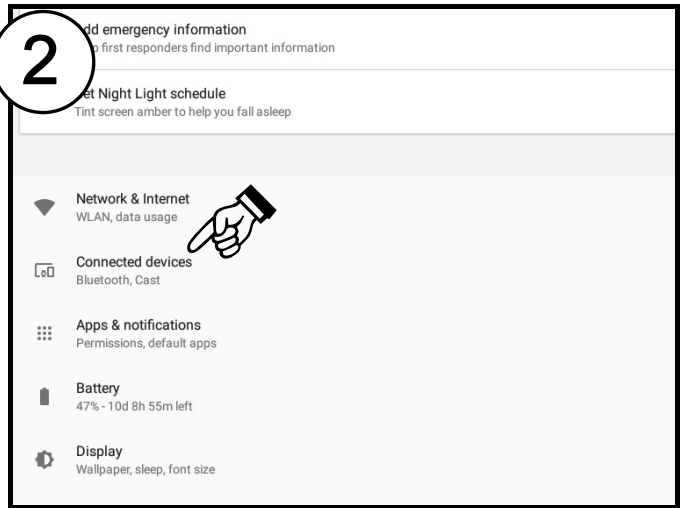 2
dd emergency information
first responders find important information
et Night Light schedule
Tint screen amber to help you fall asleep
Network & Internet
WLAN, data usage
Connected devices
Bluetooth, Cast
Apps & notifications
Permissions, default apps
Battery
47% - 10d 8h 55m left
Display
Wallpaper, sleep, font size